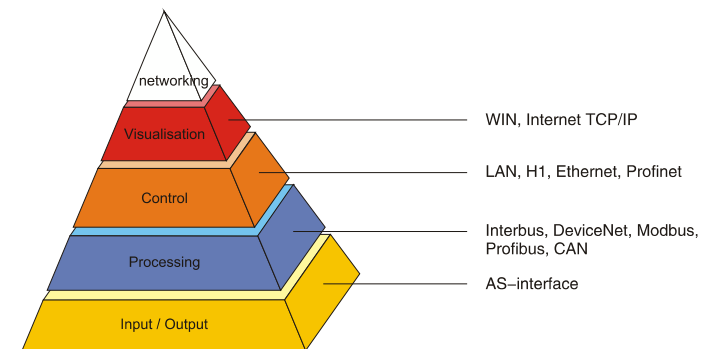 networking
Visualisation
WIN, Internet TCP/IP
Control
LAN, H1, Ethernet, Profinet
Processing
Interbus, DeviceNet, Modbus,
Profibus, CAN
Input / Output
AS–interface